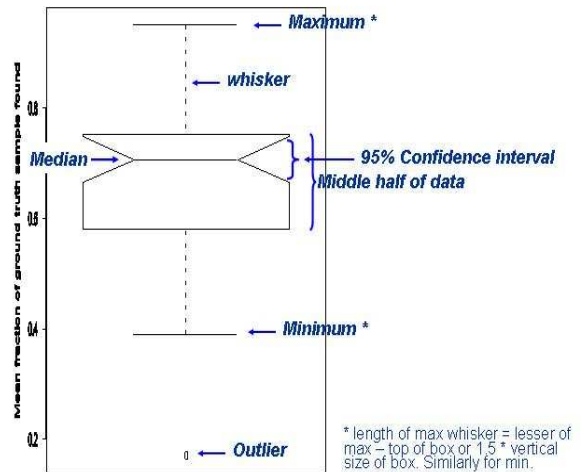 Maximum *
whisker
Mean fraction of ground truth sample found
0.8
Median
95% Confidence interval
Middle half of data
0.6
0.4
Minimum *
* length of max whisker = lesser of
max – top of box or 1.5 * vertical
size of box. Similarly for min.
0.2
Outlier